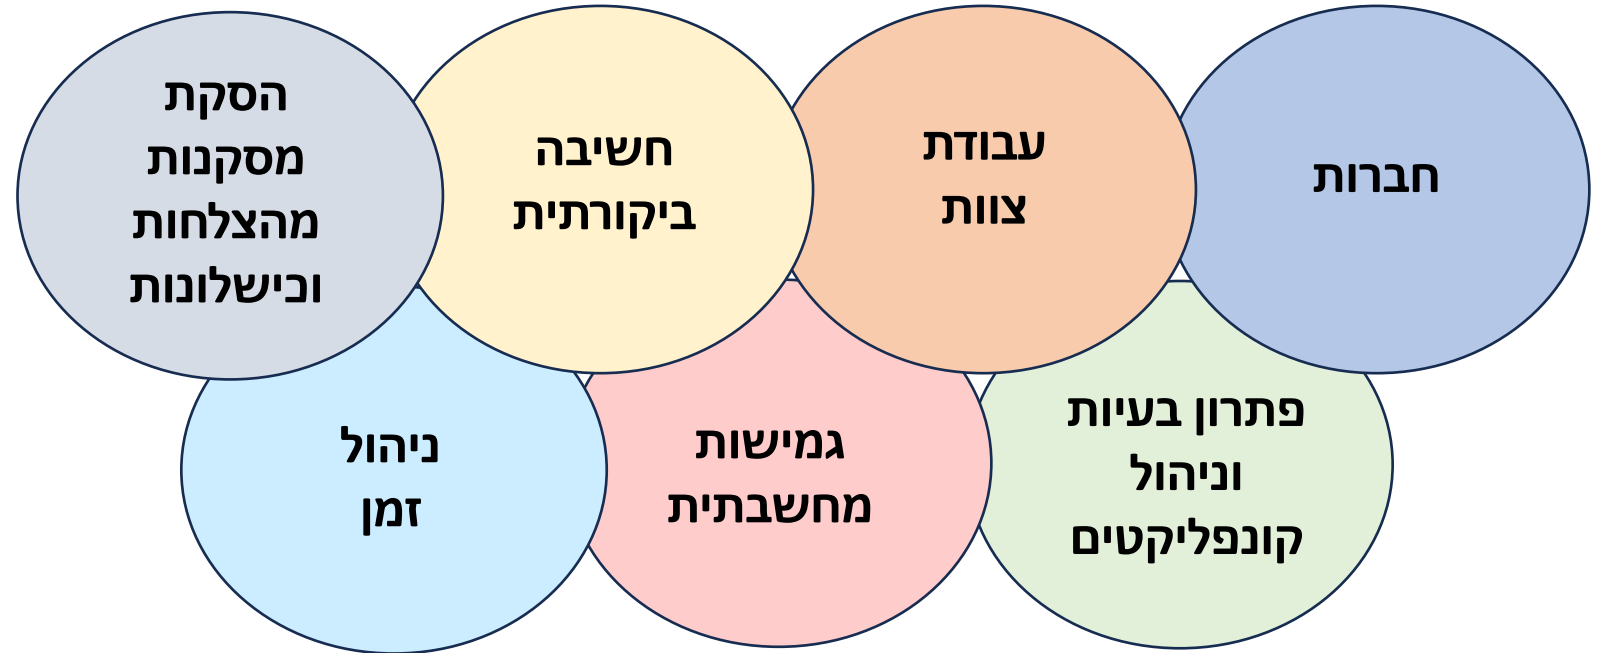 חברות
עבודת
צוות
חשיבה
ביקורתית
הסקת
מסקנות
מהצלחות
וכישלונות
פתרון בעיות
וניהול
קונפליקטים
גמישות
מחשבתית
ניהול
זמן